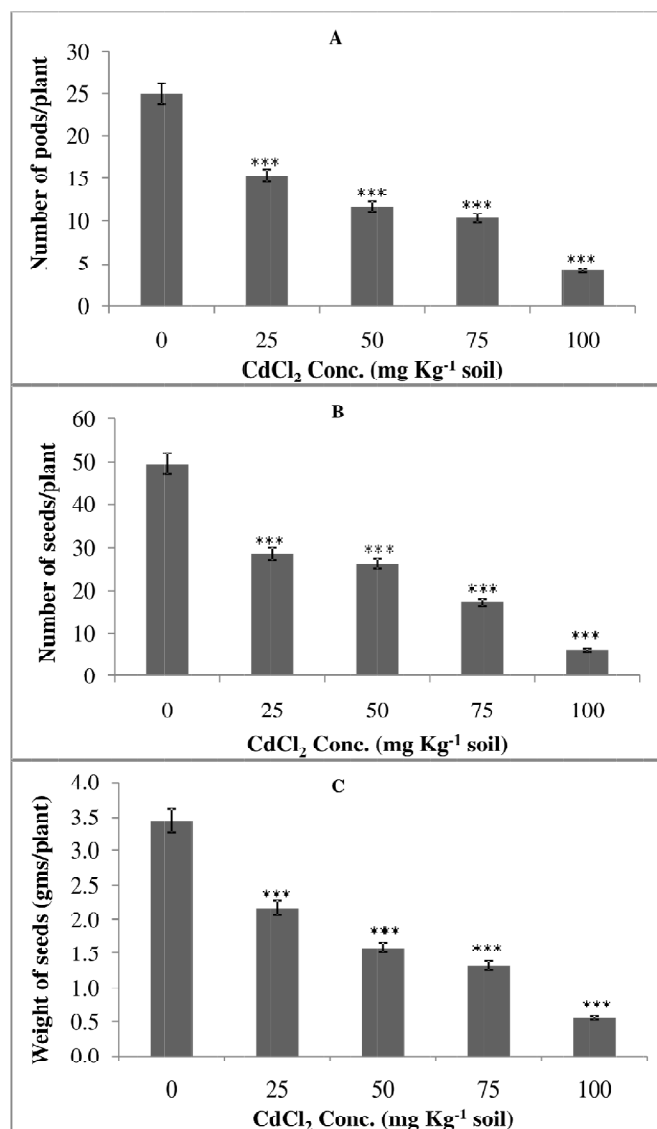 A
Number of pods/plant
30
25
20
15
10
5
0
***
***
***
***
0 25 50 75 100
CdCl₂ Conc. (mg Kg⁻¹ soil)
B
Number of seeds/plant
60
50
40
30
20
10
0
***
***
***
***
0 25 50 75 100
CdCl₂ Conc. (mg Kg⁻¹ soil)
C
Weight of seeds (gms/plant)
4.0
3.5
3.0
2.5
2.0
1.5
1.0
0.5
0.0
***
***
***
***
0 25 50 75 100
CdCl₂ Conc. (mg Kg⁻¹ soil)